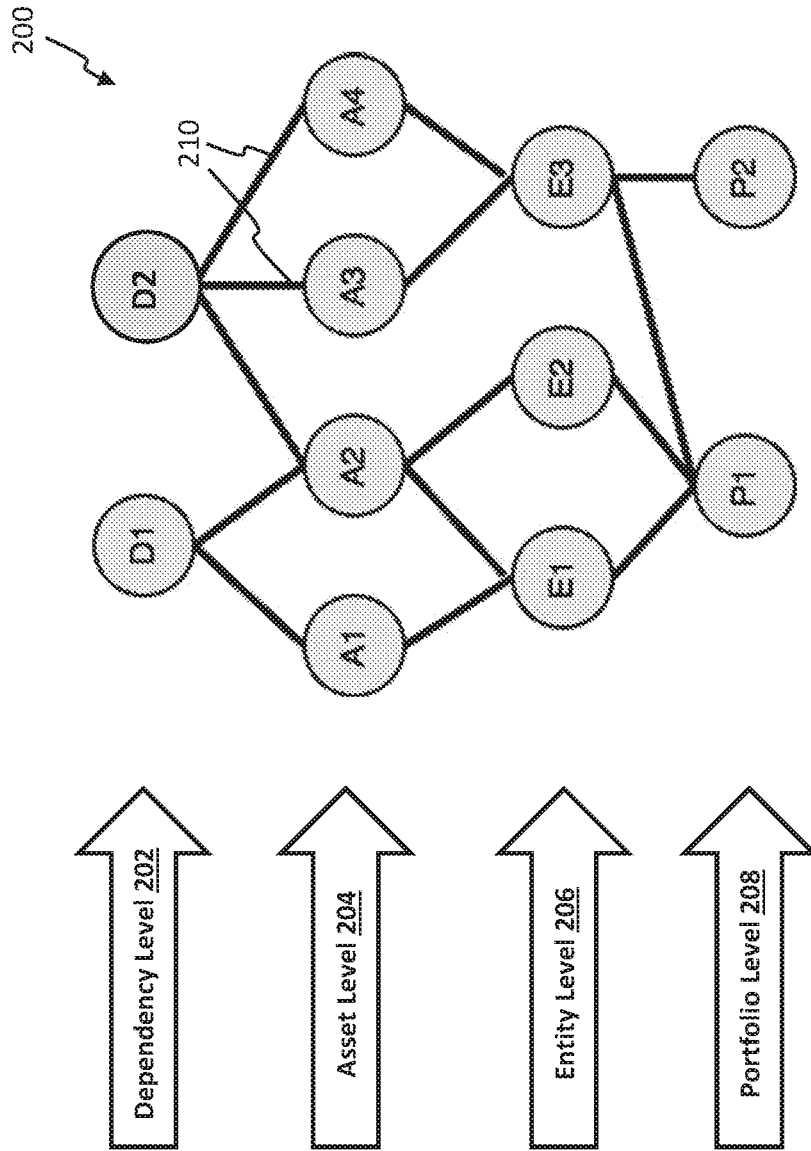 200
210
D1
D2
A1
A2
A3
A4
E1
E2
E3
P1
P2
Dependency Level 202
Asset Level 204
Entity Level 206
Portfolio Level 208